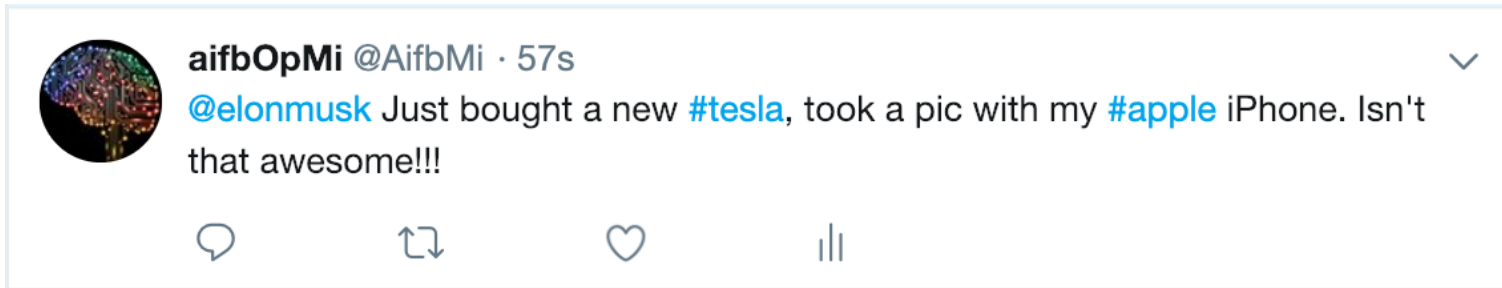 aifbOpMi @AifbMi · 57s
@elonmusk Just bought a new #tesla, took a pic with my #apple iPhone. Isn't
that awesome!!!